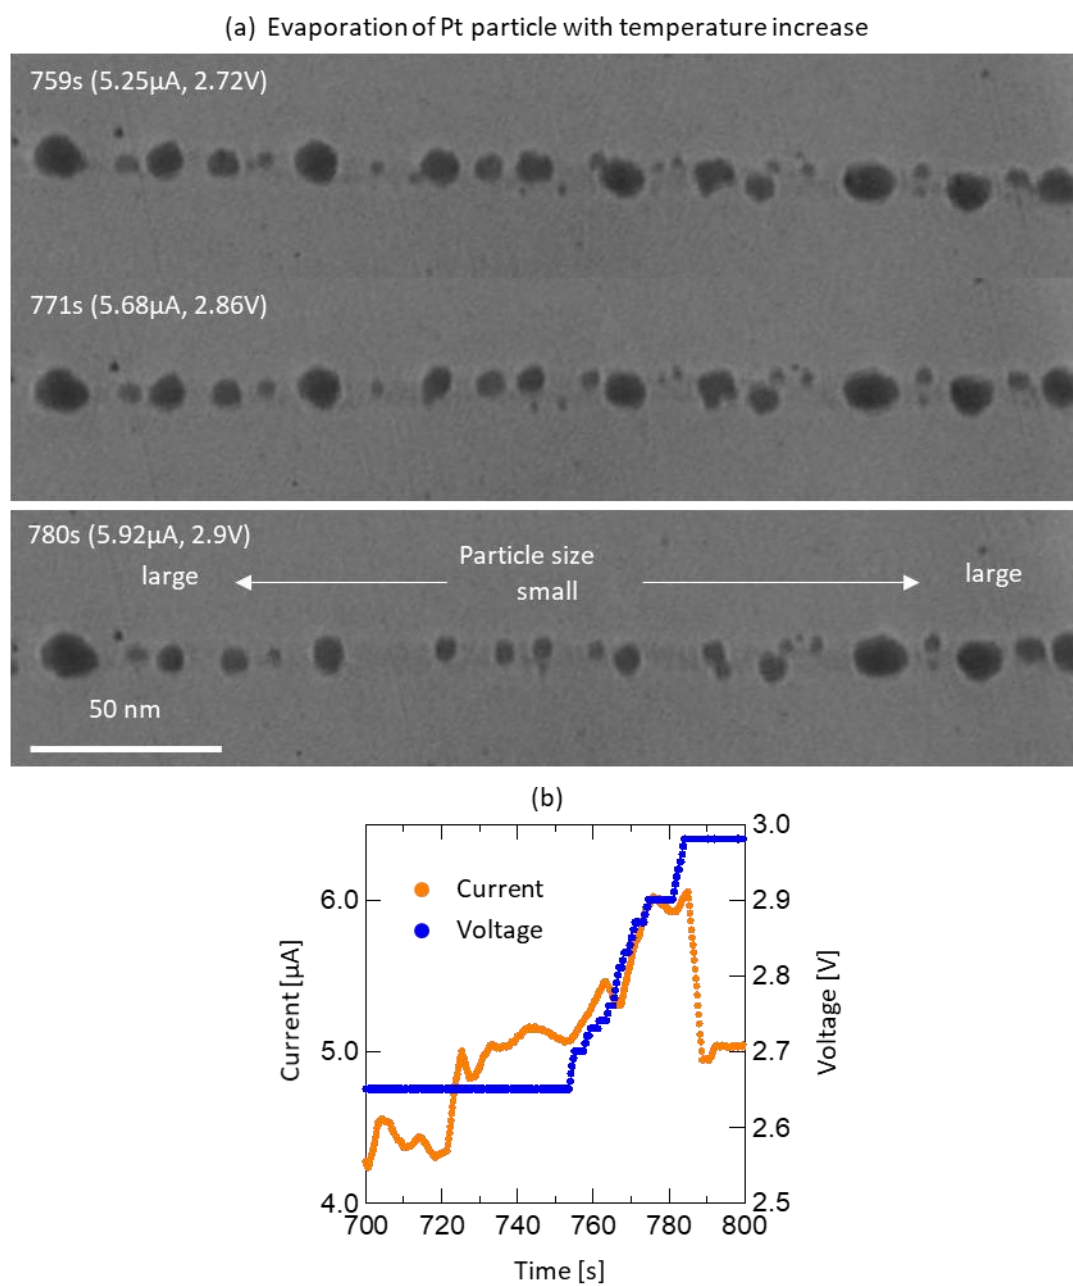 (a) Evaporation of Pt particle with temperature increase
759s (5.25µA, 2.72V)
771s (5.68µA, 2.86V)
780s (5.92µA, 2.9V)
Particle size
large
small
large
50 nm
(b)
Current
Voltage
Current [µA]
6.0
5.0
4.0
3.0
2.9
2.8
2.7
2.6
2.5
Voltage [V]
700 720 740 760 780 800
Time [s]